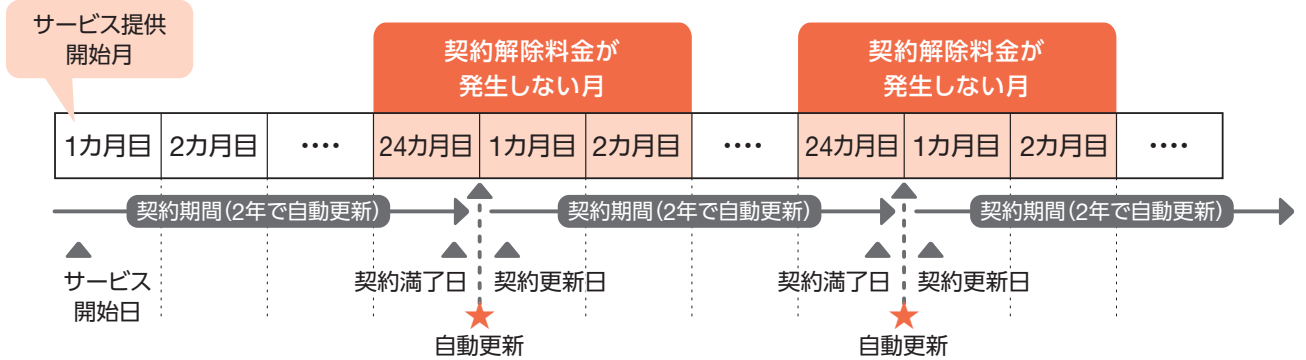 サービス提供
開始月
契約解除料金が
発生しない月
契約解除料金が
発生しない月
1カ月目 2カ月目 ・・・・ 24カ月目 1カ月目 2カ月目 ・・・・ 24カ月目 1カ月目 2カ月目 ・・・・
契約期間(2年で自動更新) 契約期間(2年で自動更新) 契約期間(2年で自動更新)
サービス
開始日
契約満了日 契約更新日 契約満了日 契約更新日
自動更新 自動更新